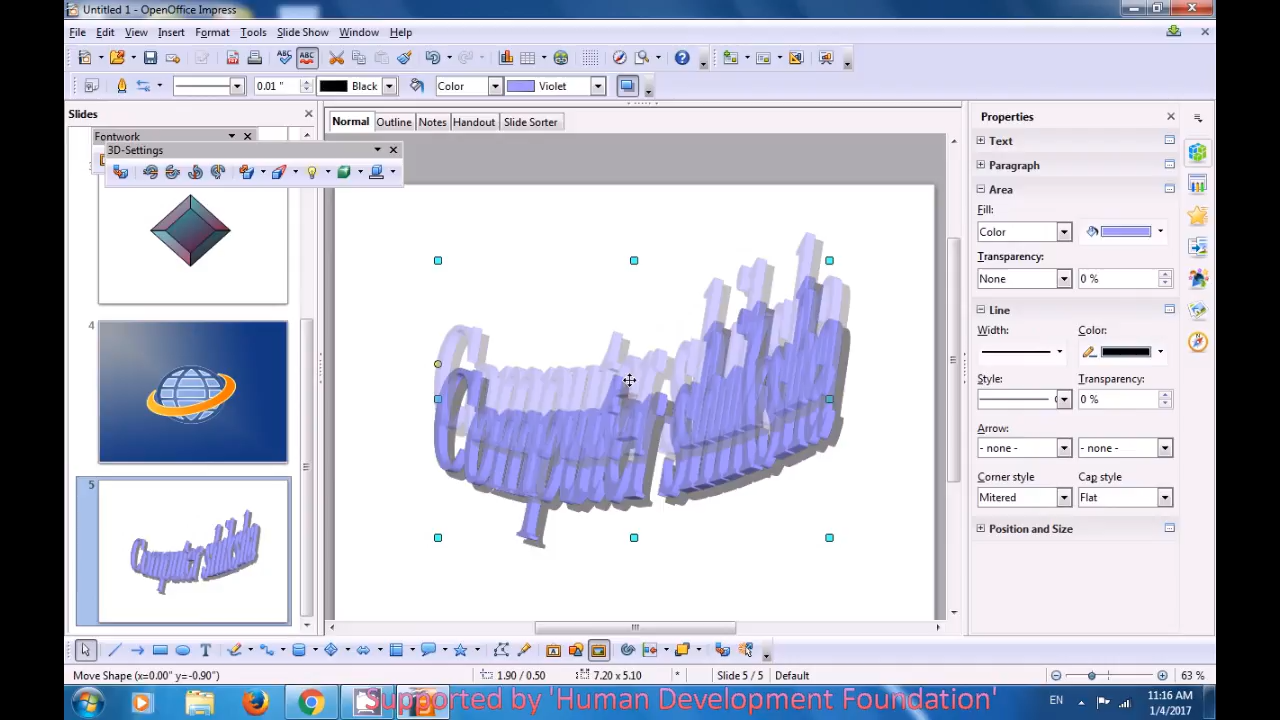 Untitled 1 - OpenOffice Impress
File Edit View Insert Format Tools Slide Show Window Help
0.01 " Black Color Violet
Slides
Fontwork
3D-Settings
Normal Outline Notes Handout Slide Sorter
Properties
Text
Paragraph
Area
Fill:
Color
Transparency:
None 0 %
Line
Width: Color:
Style: Transparency:
0 %
Arrow:
- none - - none -
Corner style Cap style
Mitered Flat
Position and Size
4
5
Computer shiksha
Computer shiksha
Move Shape (x=0.00" y=-0.90") 1.90 / 0.50 7.20 x 5.10 * Slide 5 / 5 Default 63 %
Supported by 'Human Development Foundation'
EN
11:16 AM
1/4/2017